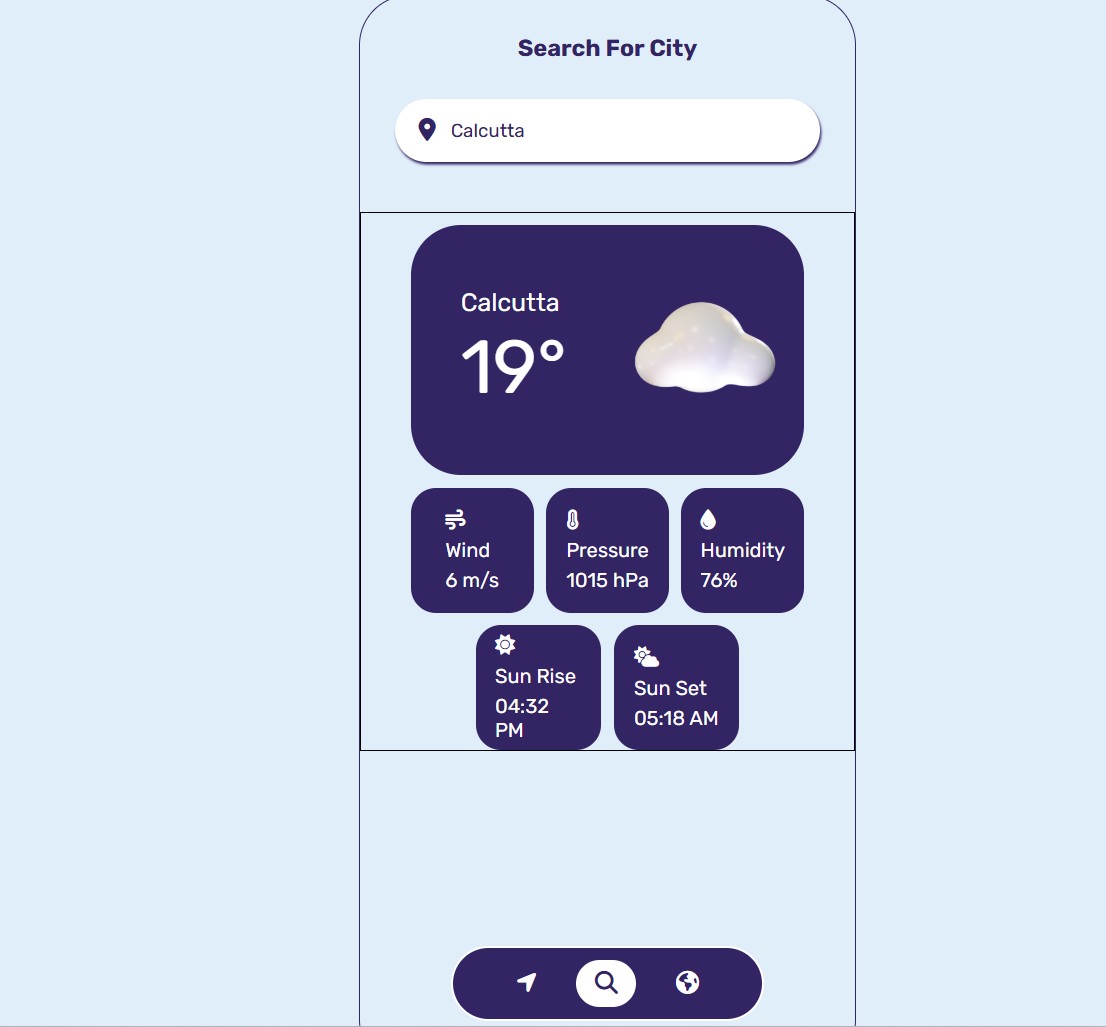 Search For City
Calcutta
Calcutta
19°
Wind
6 m/s
Pressure
1015 hPa
Humidity
76%
Sun Rise
04:32
PM
Sun Set
05:18 AM